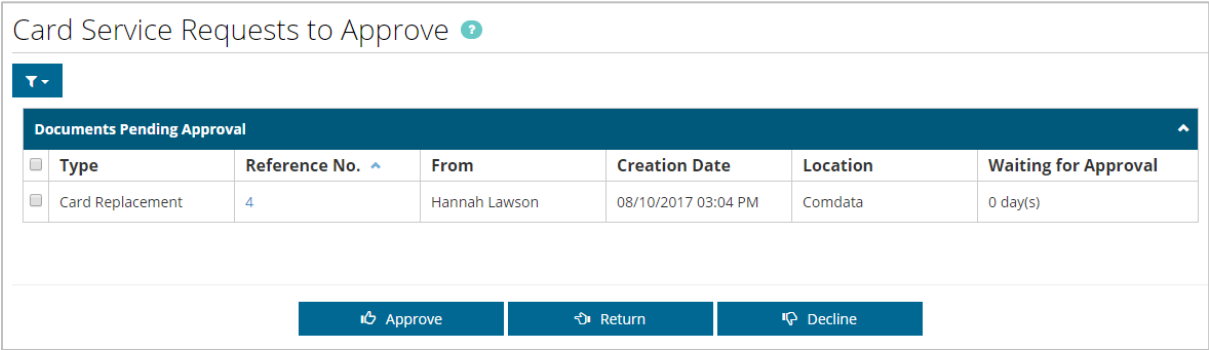 Card Service Requests to Approve ?
Documents Pending Approval
Type Reference No. From Creation Date Location Waiting for Approval
Card Replacement 4 Hannah Lawson 08/10/2017 03:04 PM Comdata 0 day(s)
Approve Return Decline